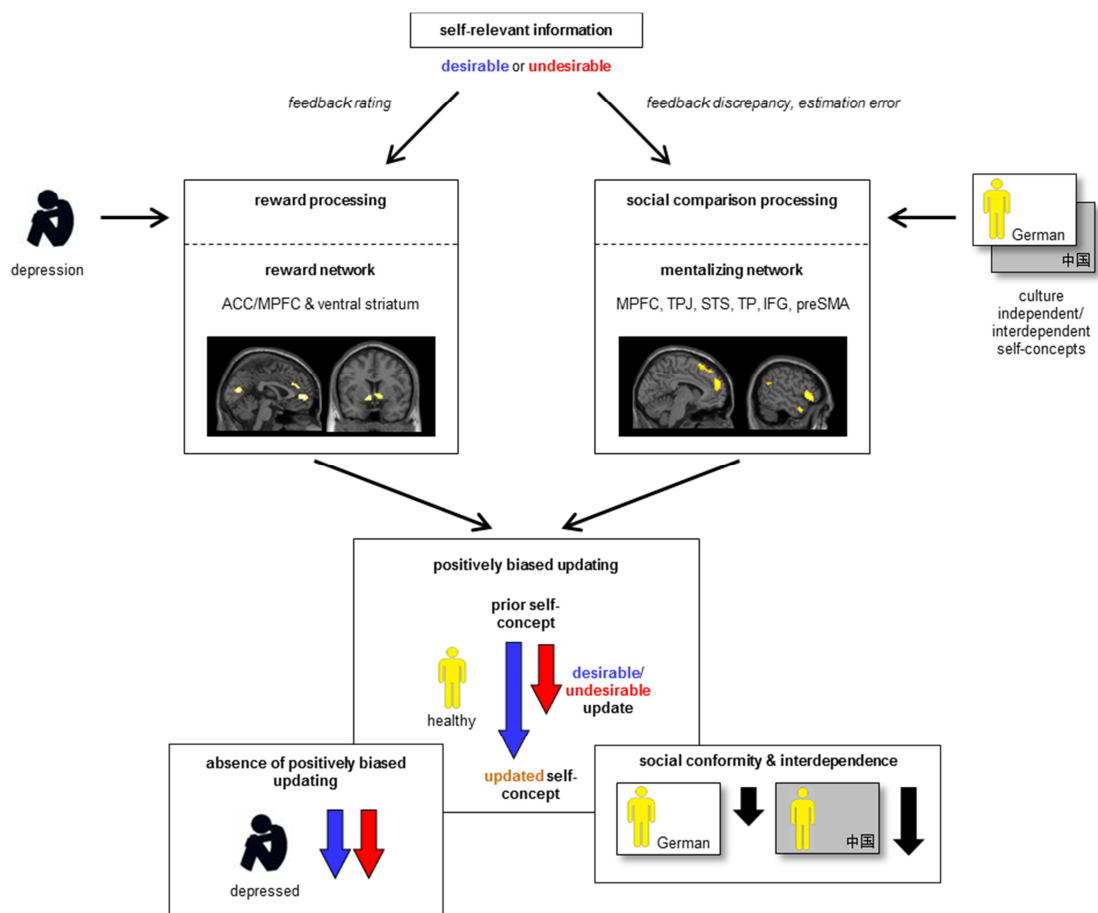 self-relevant information
desirable or undesirable
feedback rating
feedback discrepancy, estimation error
depression
reward processing
reward network
ACC/MPFC & ventral striatum
social comparison processing
mentalizing network
MPFC, TPJ, STS, TP, IFG, preSMA
German
中国
culture
independent/
interdependent
self-concepts
positively biased updating
prior self-
concept
healthy
desirable/
undesirable
update
updated self-
concept
absence of positively biased
updating
depressed
social conformity & interdependence
German
中国